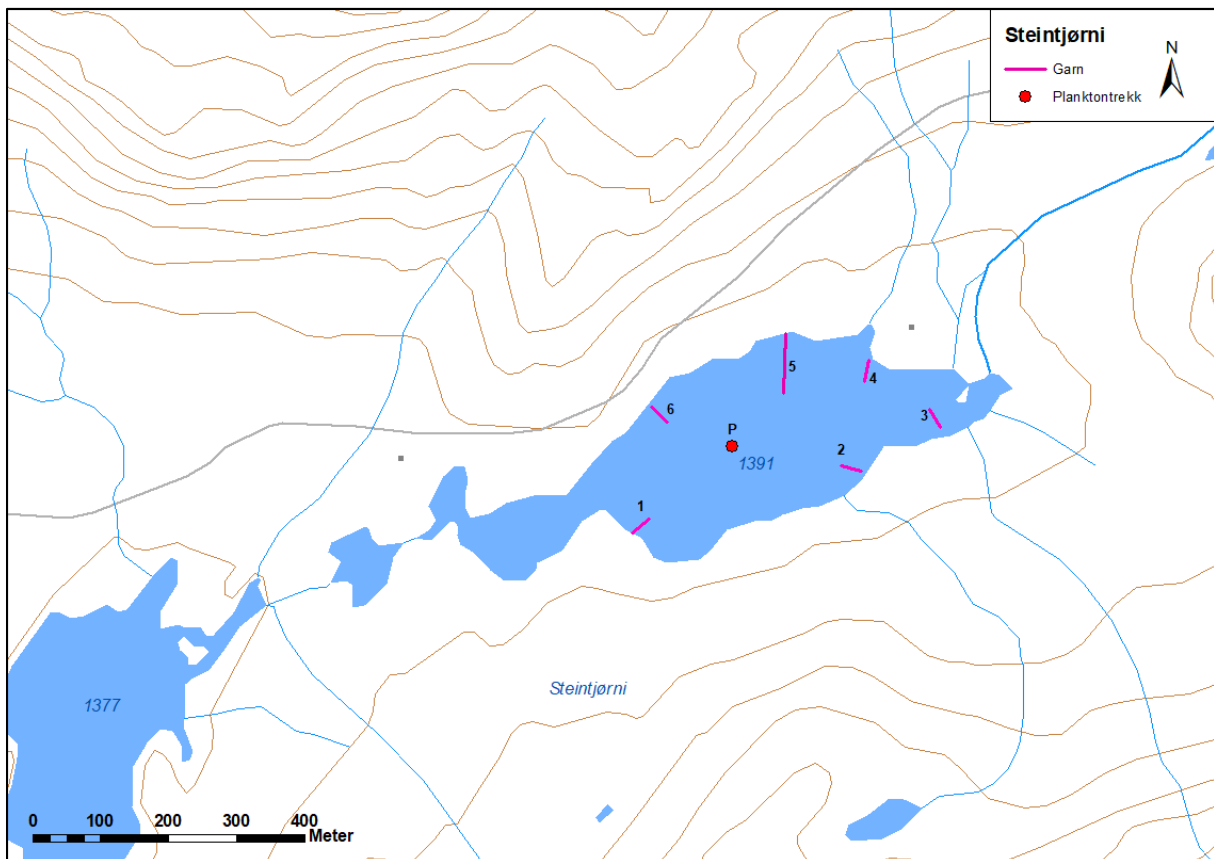 Steintjørni
N
Garn
Planktontrekk
5
4
6
3
P
2
1391
1
Steintjørni
1377
0 100 200 300 400
Meter